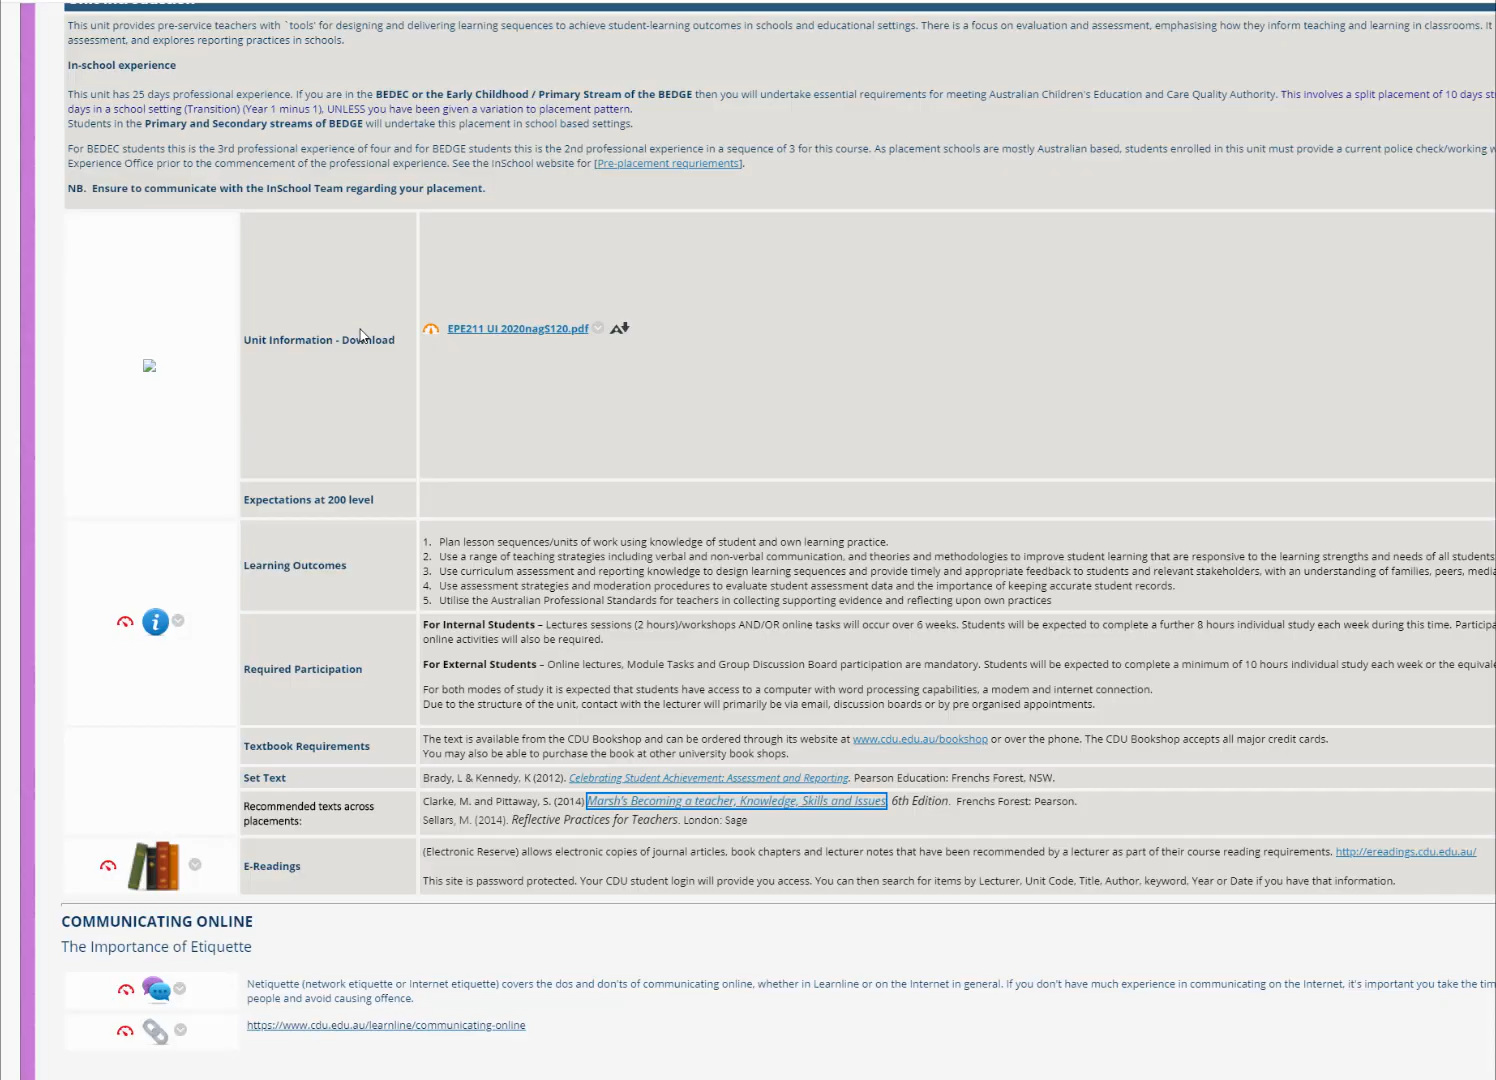 This unit provides pre-service teachers with `tools' for designing and delivering learning sequences to achieve student-learning outcomes in schools and educational settings. There is a focus on evaluation and assessment, emphasising how they inform teaching and learning in classrooms. It
assessment, and explores reporting practices in schools.
In-school experience
This unit has 25 days professional experience. If you are in the BEDEC or the Early Childhood / Primary Stream of the BEDGE then you will undertake essential requirements for meeting Australian Children's Education and Care Quality Authority. This involves a split placement of 10 days
days in a school setting (Transition) (Year 1 minus 1), UNLESS you have been given a variation to placement pattern.
Students in the Primary and Secondary streams of BEDGE will undertake this placement in school based settings.
For BEDEC students this is the 3rd professional experience of four and for BEDGE students this is the 2nd professional experience in a sequence of 3 for this course. As placement schools are mostly Australian based, students enrolled in this unit must provide a current police check/working
Experience Office prior to the commencement of the professional experience. See the InSchool website for [Pre-placement requriements].
NB. Ensure to communicate with the InSchool Team regarding your placement.
Unit Information - Download
EPE211 UI 2020nagS120.pdf
Expectations at 200 level
Learning Outcomes
1. Plan lesson sequences/units of work using knowledge of student and own learning practice.
2. Use a range of teaching strategies including verbal and non-verbal communication, and theories and methodologies to improve student learning that are responsive to the learning strengths and needs of all students
3. Use curriculum assessment and reporting knowledge to design learning sequences and provide timely and appropriate feedback to students and relevant stakeholders, with an understanding of families, peers,
4. Use assessment strategies and moderation procedures to evaluate student assessment data and the importance of keeping accurate student records.
5. Utilise the Australian Professional Standards for teachers in collecting supporting evidence and reflecting upon own practices
Required Participation
For Internal Students – Lectures sessions (2 hours)/workshops AND/OR online tasks will occur over 6 weeks. Students will be expected to complete a further 8 hours individual study each week during this time.
online activities will also be required.
For External Students – Online lectures, Module Tasks and Group Discussion Board participation are mandatory. Students will be expected to complete a minimum of 10 hours individual study each week or the
For both modes of study it is expected that students have access to a computer with word processing capabilities, a modem and internet connection.
Due to the structure of the unit, contact with the lecturer will primarily be via email, discussion boards or by pre organised appointments.
Textbook Requirements
The text is available from the CDU Bookshop and can be ordered through its website at www.cdu.edu.au/bookshop or over the phone. The CDU Bookshop accepts all major credit cards.
You may also be able to purchase the book at other university book shops.
Set Text
Brady, L & Kennedy, K (2012). Celebrating Student Achievement: Assessment and Reporting. Pearson Education: Frenchs Forest, NSW.
Recommended texts across
placements:
Clarke, M. and Pittaway, S. (2014) Marsh's Becoming a teacher, Knowledge, Skills and Issues 6th Edition. Frenchs Forest: Pearson.
Sellars, M. (2014). Reflective Practices for Teachers. London: Sage
E-Readings
(Electronic Reserve) allows electronic copies of journal articles, book chapters and lecturer notes that have been recommended by a lecturer as part of their course reading requirements. http://ereadings.cdu.edu.au/
This site is password protected. Your CDU student login will provide you access. You can then search for items by Lecturer, Unit Code, Title, Author, keyword, Year or Date if you have that information.
COMMUNICATING ONLINE
The Importance of Etiquette
Netiquette (network etiquette or Internet etiquette) covers the dos and don'ts of communicating online, whether in Learnline or on the Internet in general. If you don't have much experience in communicating on the Internet, it's important you take the
people and avoid causing offence.
https://www.cdu.edu.au/learnline/communicating-online